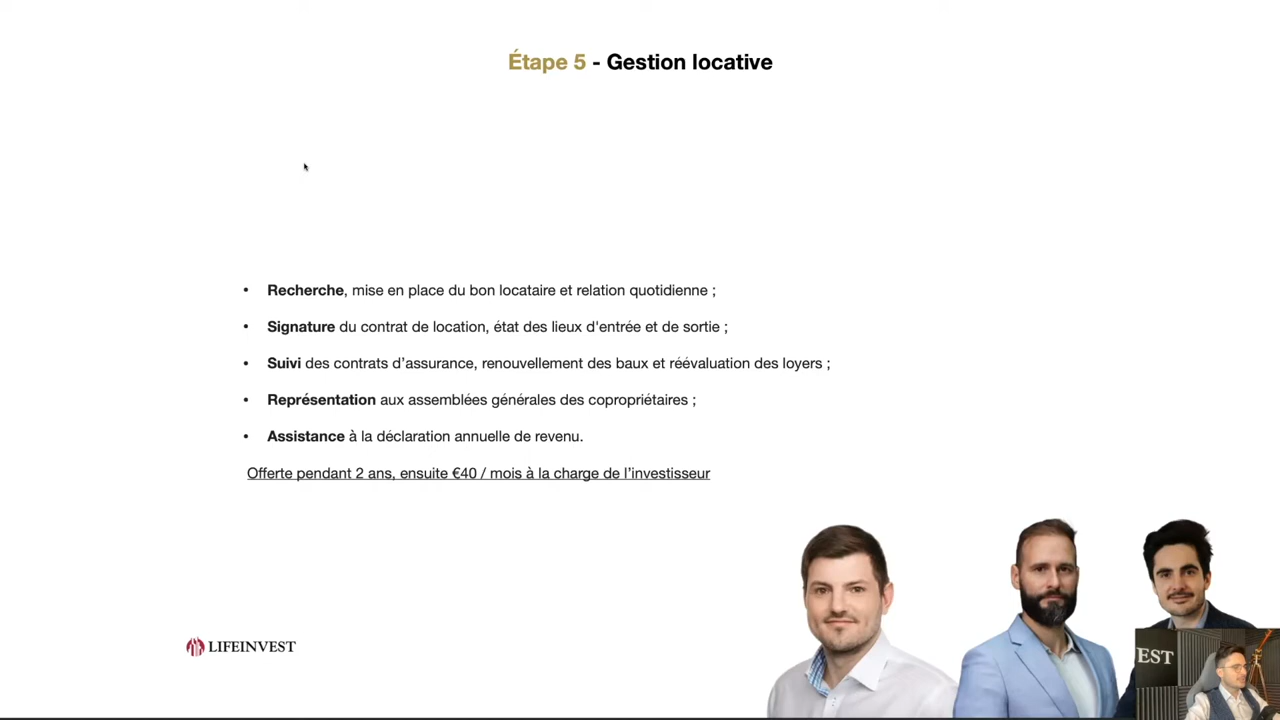 Étape 5 - Gestion locative
• Recherche, mise en place du bon locataire et relation quotidienne ;
• Signature du contrat de location, état des lieux d'entrée et de sortie ;
• Suivi des contrats d’assurance, renouvellement des baux et réévaluation des loyers ;
• Représentation aux assemblées générales des copropriétaires ;
• Assistance à la déclaration annuelle de revenu.
Offerte pendant 2 ans, ensuite €40 / mois à la charge de l’investisseur
LIFEINVEST
EST